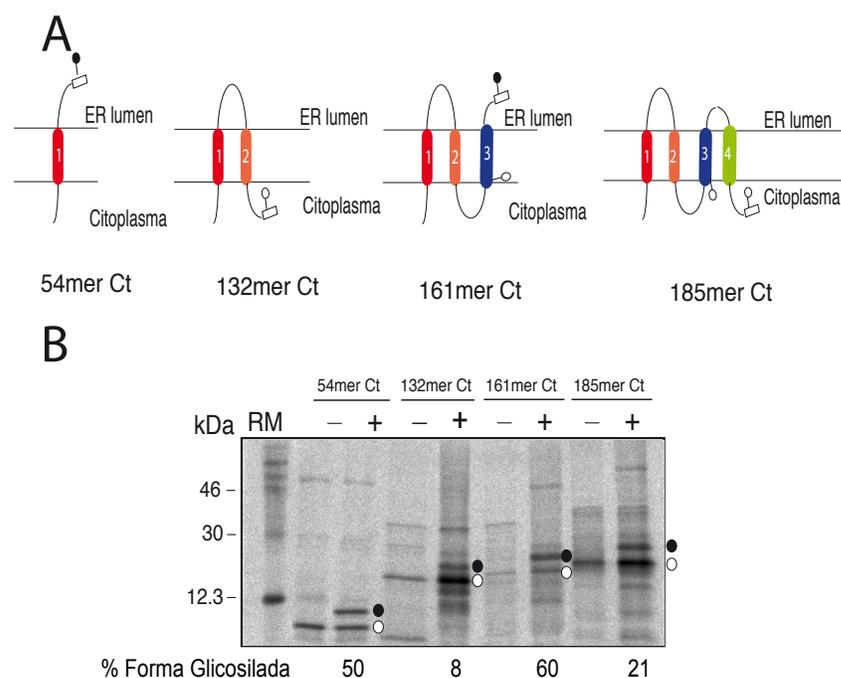 A
ER lumen
ER lumen
ER lumen
ER lumen
1
1 2
1 2 3
1 2 3 4
Citoplasma
Citoplasma
Citoplasma
Citoplasma
54mer Ct
132mer Ct
161mer Ct
185mer Ct
B
54mer Ct 132mer Ct 161mer Ct 185mer Ct
kDa RM − + − + − + − +
46 –
30 –
12.3 –
% Forma Glicosilada 50 8 60 21